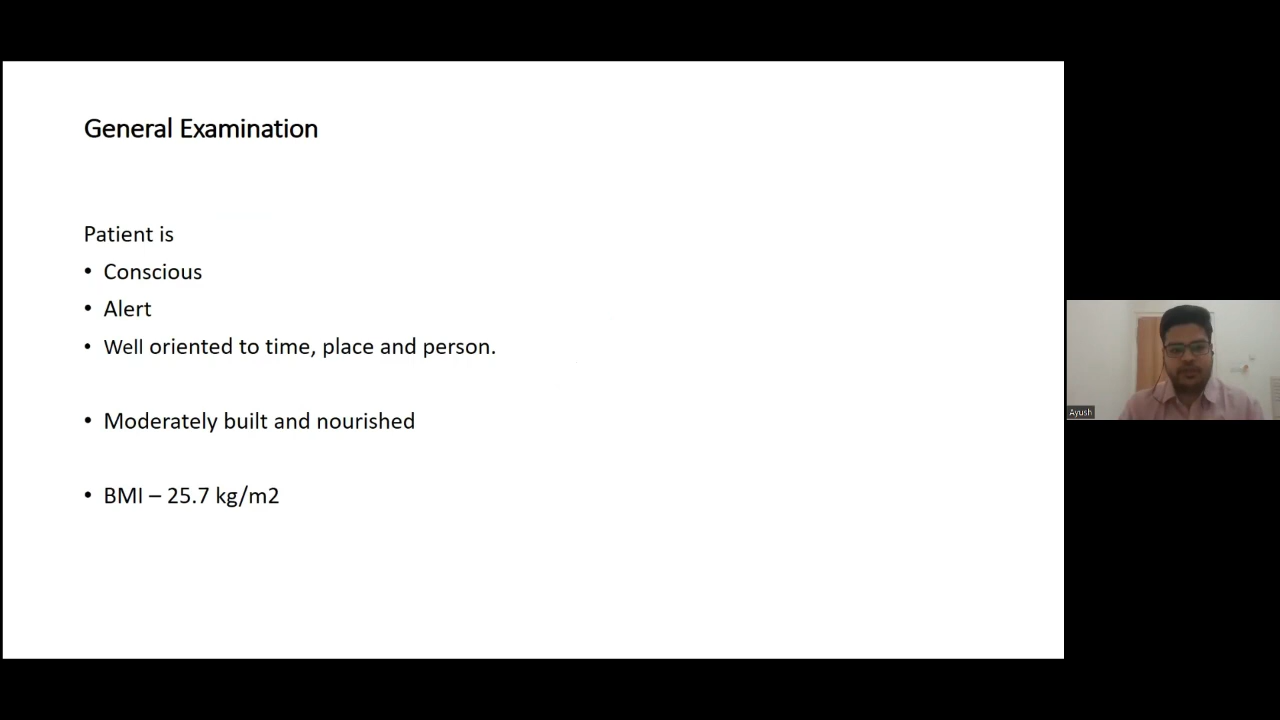 General Examination
Patient is
• Conscious
• Alert
• Well oriented to time, place and person.
• Moderately built and nourished
• BMI – 25.7 kg/m2
Ayush